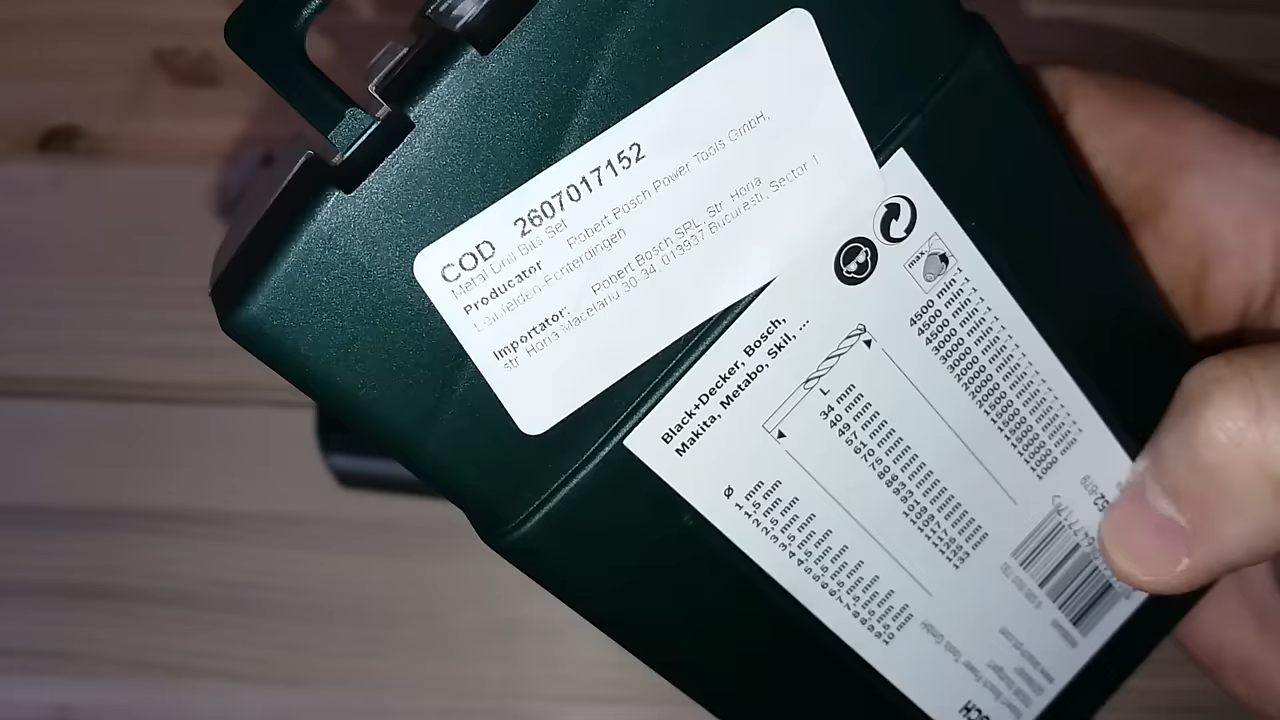 COD 2607017152
Metal Drill Bits Set
Producator Robert Bosch Power Tools GmbH,
Leinfelden-Echterdingen
Importator: Robert Bosch SRL, Str. Horia
str Horia Macelariu 30-34, 013937 Bucuresti, Sector 1
Black+Decker, Bosch,
Makita, Metabo, Skil, ...
max.
Ø L
1 mm 34 mm 4500 min-1
1,5 mm 40 mm 4500 min-1
2 mm 49 mm 4500 min-1
2,5 mm 57 mm 3000 min-1
3 mm 61 mm 3000 min-1
3,5 mm 70 mm 3000 min-1
4 mm 75 mm 2000 min-1
4,5 mm 80 mm 2000 min-1
5 mm 86 mm 2000 min-1
5,5 mm 93 mm 2000 min-1
6 mm 93 mm 1500 min-1
6,5 mm 101 mm 1500 min-1
7 mm 109 mm 1500 min-1
7,5 mm 109 mm 1500 min-1
8 mm 117 mm 1500 min-1
8,5 mm 117 mm 1000 min-1
9 mm 125 mm 1000 min-1
9,5 mm 125 mm 1000 min-1
10 mm 133 mm 1000 min-1